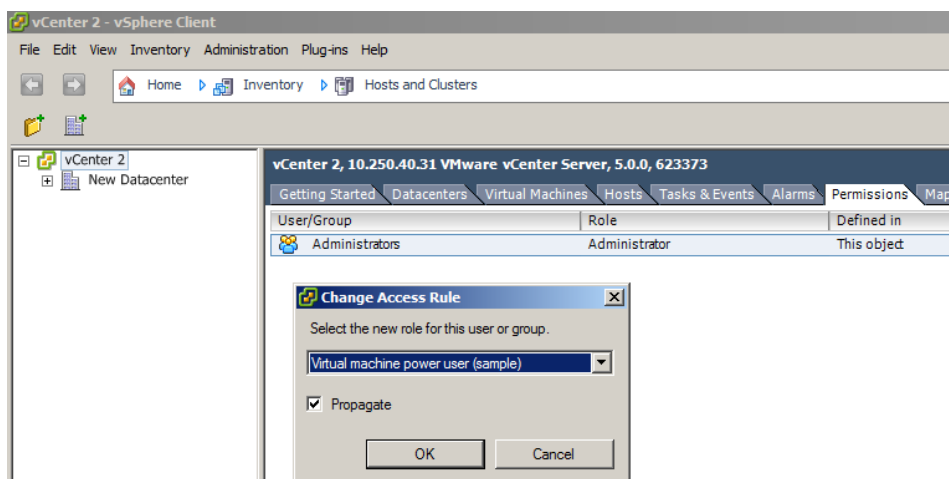 vCenter 2 - vSphere Client
File Edit View Inventory Administration Plug-ins Help
Home Inventory Hosts and Clusters
vCenter 2
New Datacenter
vCenter 2, 10.250.40.31 VMware vCenter Server, 5.0.0, 623373
Getting Started Datacenters Virtual Machines Hosts Tasks & Events Alarms Permissions Map
User/Group Role Defined in
Administrators Administrator This object
Change Access Rule
Select the new role for this user or group.
Virtual machine power user (sample)
Propagate
OK Cancel